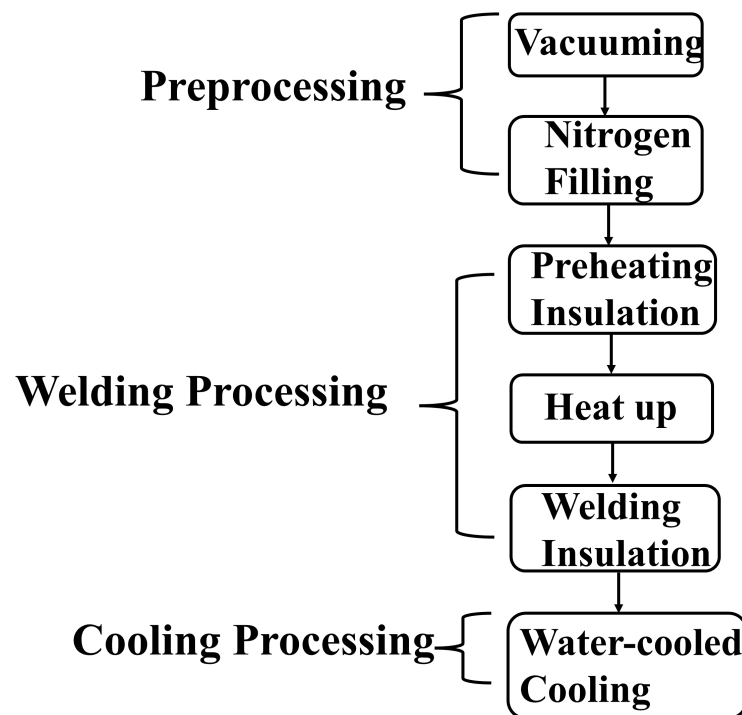 Vacuuming
Preprocessing
Nitrogen
Filling
Preheating
Insulation
Welding Processing
Heat up
Welding
Insulation
Cooling Processing
Water-cooled
Cooling